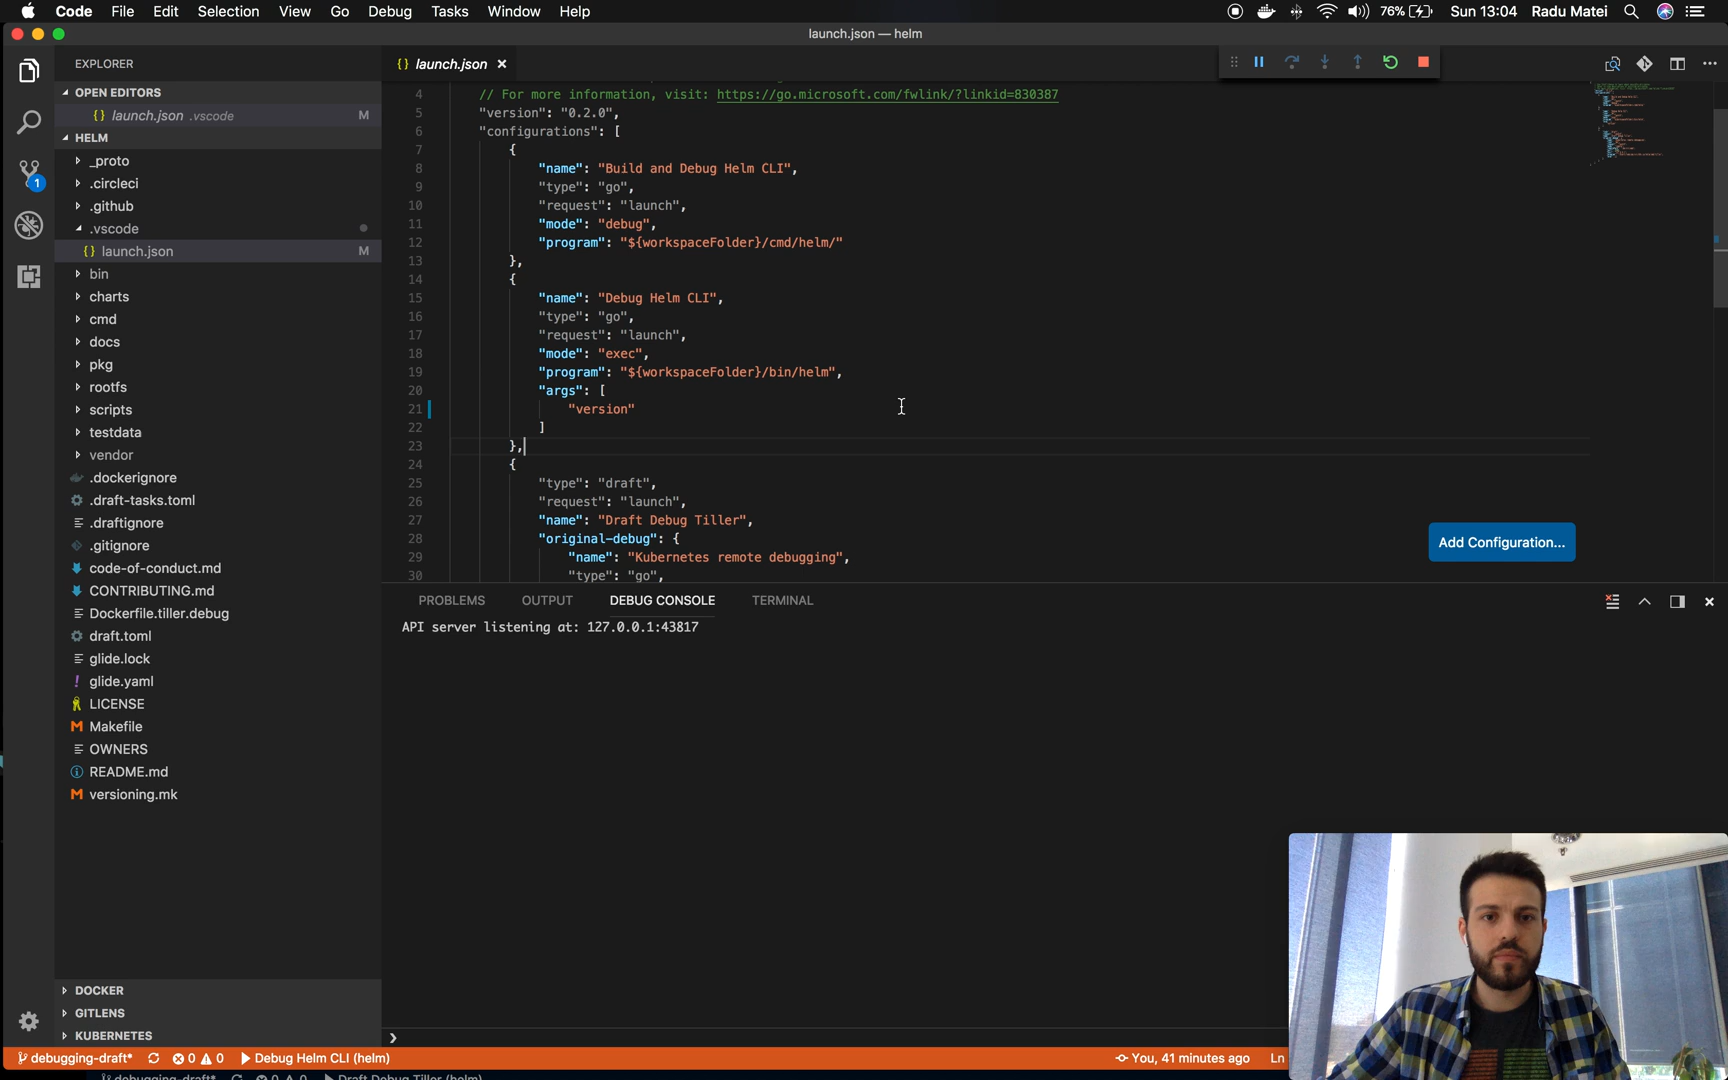 Code File Edit Selection View Go Debug Tasks Window Help
76% Sun 13:04 Radu Matei
launch.json — helm
EXPLORER
launch.json
OPEN EDITORS
launch.json .vscode M
HELM
_proto
.circleci
.github
.vscode
launch.json M
bin
charts
cmd
docs
pkg
rootfs
scripts
testdata
vendor
.dockerignore
.draft-tasks.toml
.draftignore
.gitignore
code-of-conduct.md
CONTRIBUTING.md
Dockerfile.tiller.debug
draft.toml
glide.lock
glide.yaml
LICENSE
Makefile
OWNERS
README.md
versioning.mk
DOCKER
GITLENS
KUBERNETES
4 // For more information, visit: https://go.microsoft.com/fwlink/?linkid=830387
5 "version": "0.2.0",
6 "configurations": [
7 {
8 "name": "Build and Debug Helm CLI",
9 "type": "go",
10 "request": "launch",
11 "mode": "debug",
12 "program": "${workspaceFolder}/cmd/helm/"
13 },
14 {
15 "name": "Debug Helm CLI",
16 "type": "go",
17 "request": "launch",
18 "mode": "exec",
19 "program": "${workspaceFolder}/bin/helm",
20 "args": [
21 "version"
22 ]
23 },
24 {
25 "type": "draft",
26 "request": "launch",
27 "name": "Draft Debug Tiller",
28 "original-debug": {
29 "name": "Kubernetes remote debugging",
30 "type": "go",
Add Configuration...
PROBLEMS OUTPUT DEBUG CONSOLE TERMINAL
API server listening at: 127.0.0.1:43817
1
debugging-draft* 0 0 Debug Helm CLI (helm) You, 41 minutes ago Ln
debugging-draft* 0 0 Draft Debug Tiller (helm)